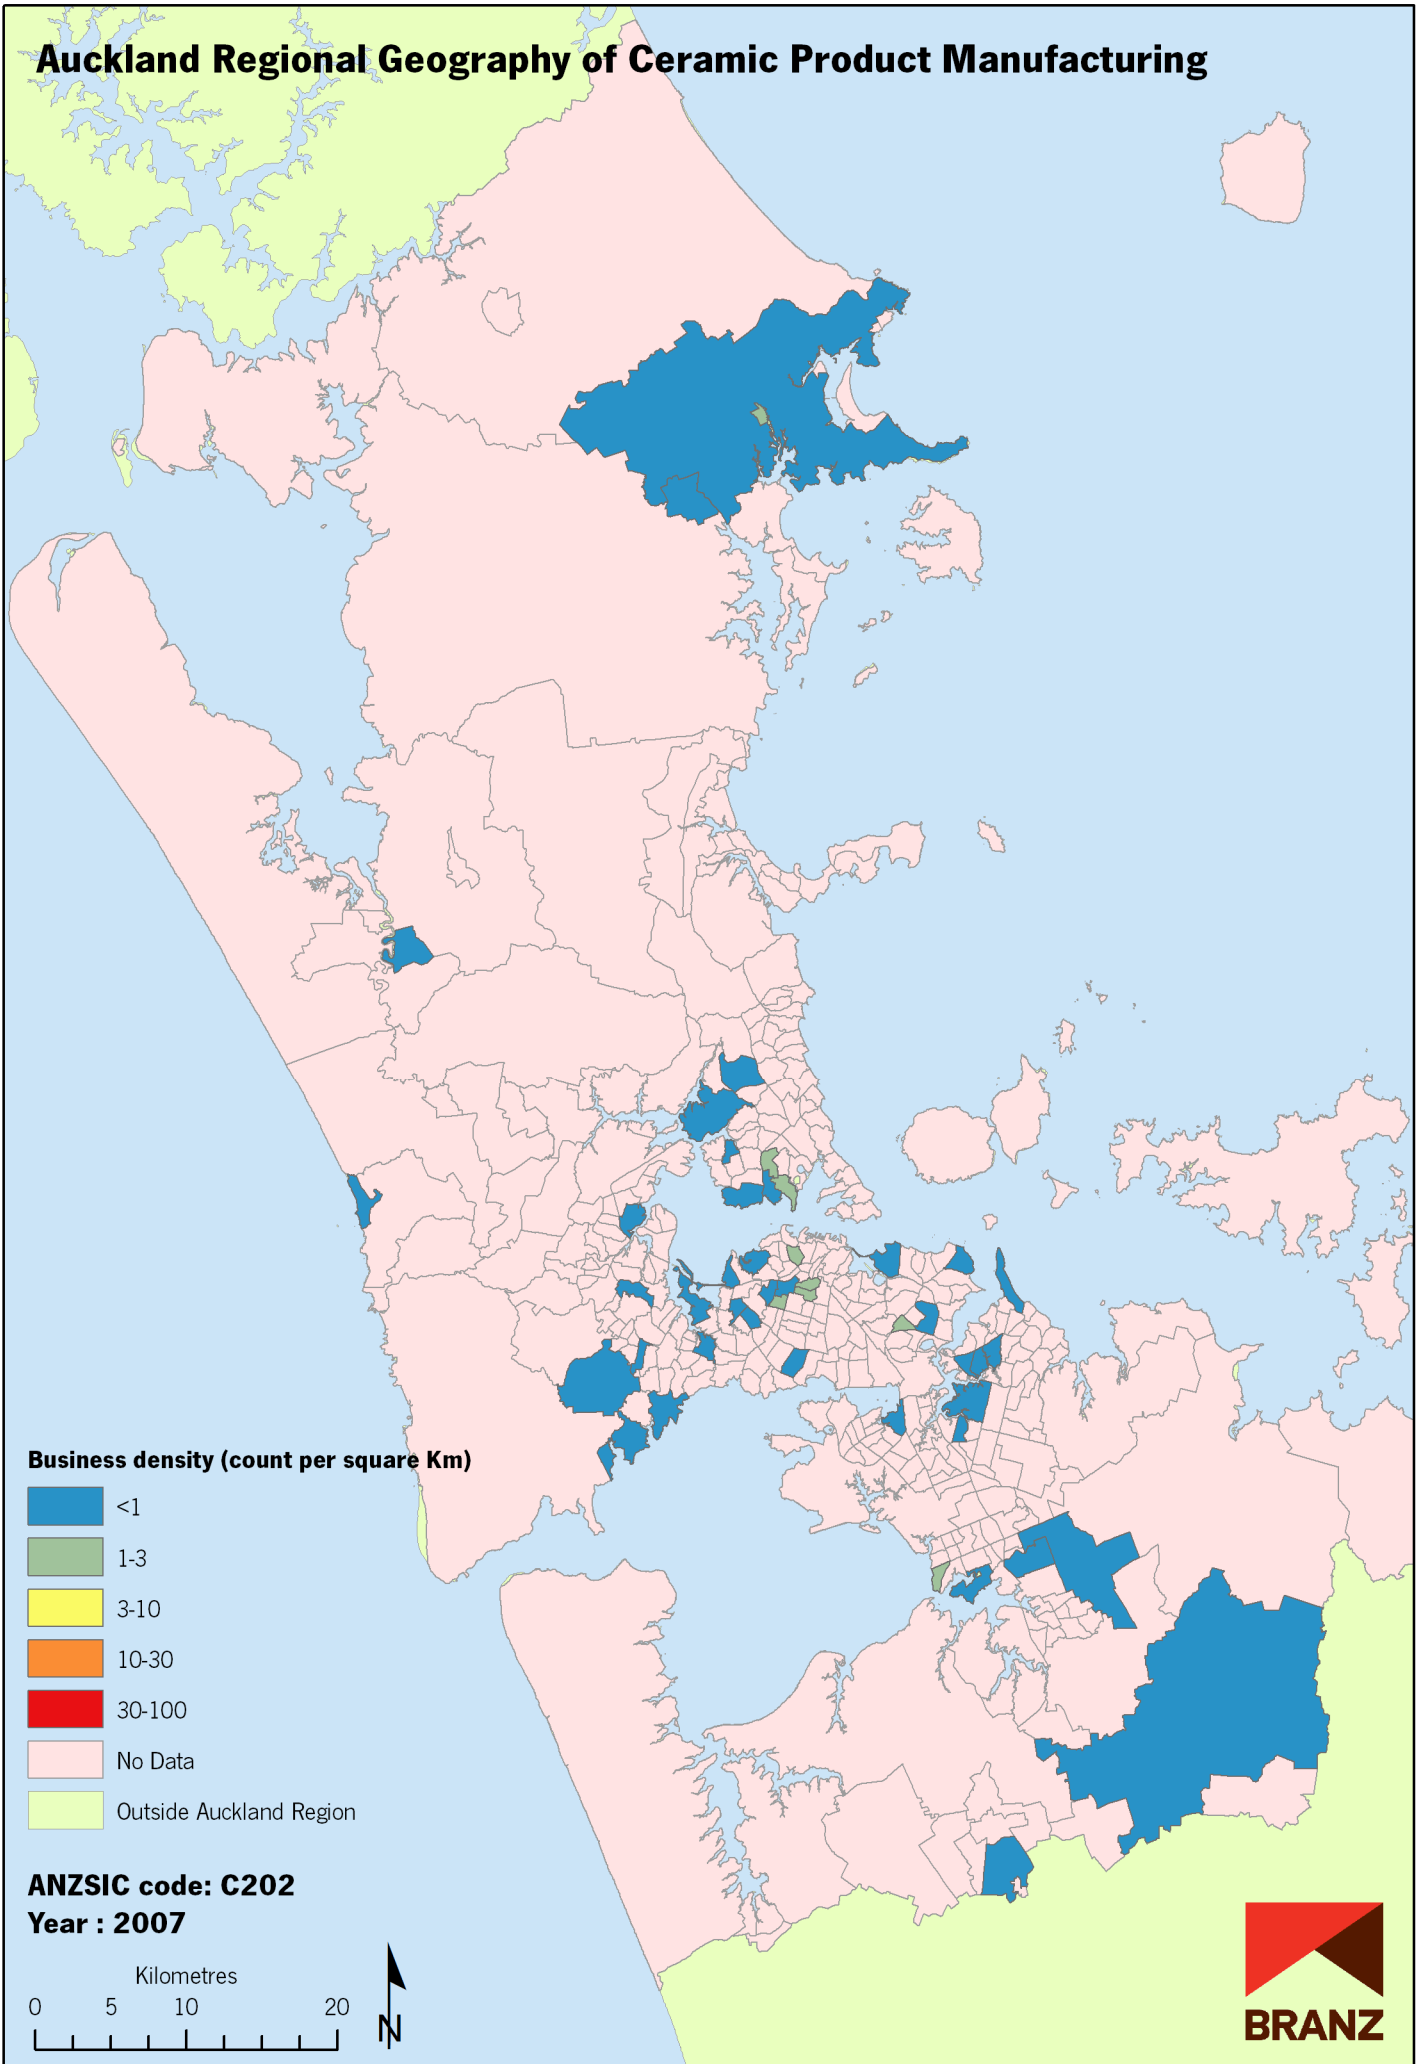 Auckland Regional Geography of Ceramic Product Manufacturing
Business density (count per square Km)
<1
1-3
3-10
10-30
30-100
No Data
Outside Auckland Region
ANZSIC code: C202
Year : 2007
Kilometres
0 5 10 20
N
BRANZ